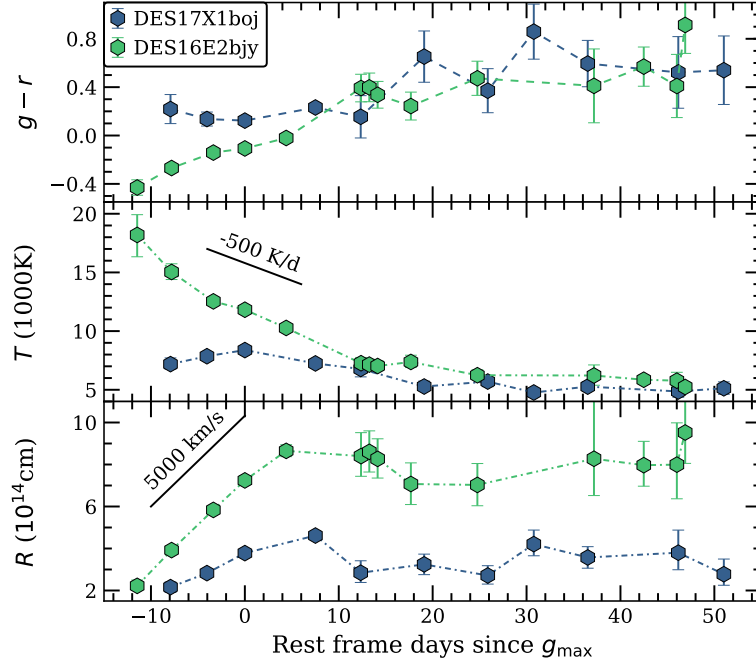 DES17X1boj
DES16E2bjy
0.8
0.4
0.0
−0.4
g − r
20
15
10
5
T (1000K)
-500 K/d
10
6
2
R (10¹⁴cm)
5000 km/s
−10 0 10 20 30 40 50
Rest frame days since g_max